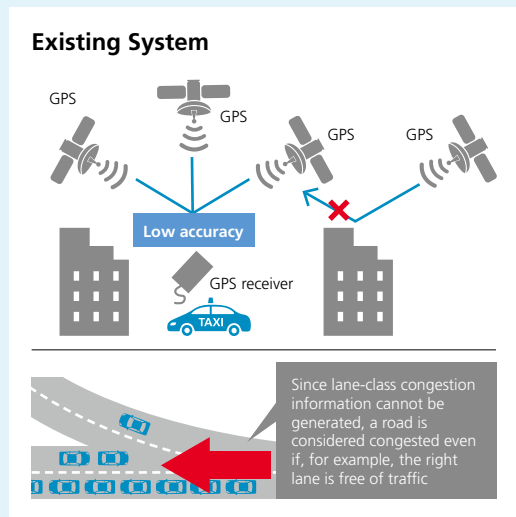 Existing System
GPS
GPS
GPS
GPS
Low accuracy
GPS receiver
TAXI
Since lane-class congestion
information cannot be
generated, a road is
considered congested even
if, for example, the right
lane is free of traffic